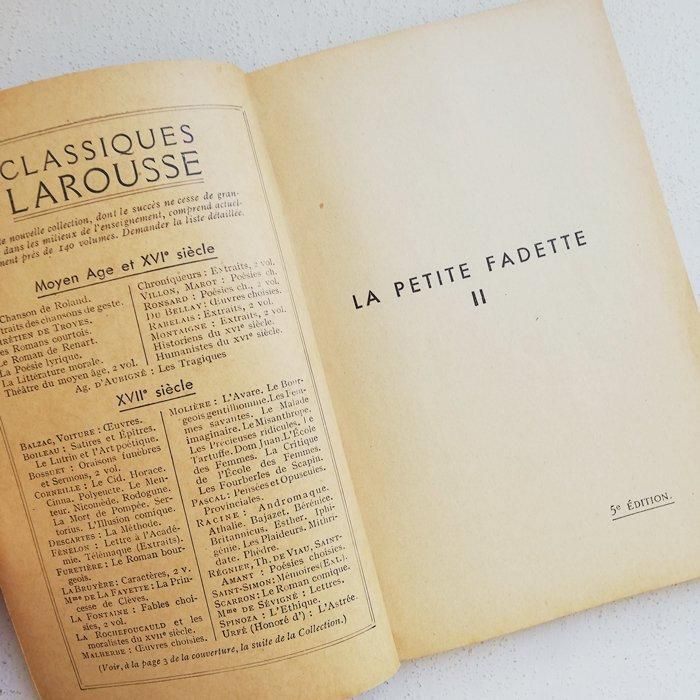 CLASSIQUES
LAROUSSE
nouvelle collection, dont le succès ne cesse de gran-
dans les milieux de l'enseignement, comprend actuel-
ment près de 140 volumes. Demander la liste détaillée.
Moyen Age et XVIe siècle
Chanson de Roland.
traits des chansons de geste.
RÉTIEN DE TROYES.
es Romans courtois.
Le Roman de Renart.
La Poésie lyrique.
La Littérature morale.
Théâtre du moyen âge, 2 vol.
Chroniqueurs : Extraits, 2 vol.
VILLON, MAROT : Poésies ch.
RONSARD : Poésies ch., 2 vol.
DU BELLAY : Œuvres choisies.
RABELAIS : Extraits, 2 vol.
MONTAIGNE : Extraits, 2 vol.
Historiens du XVIe siècle.
Humanistes du XVIe siècle.
Ag. D'AUBIGNÉ : Les Tragiques
XVIIe siècle
BALZAC, VOITURE : Œuvres.
BOILEAU : Satires et Épitres.
Le Lutrin et l'Art poétique.
BOSSUET : Oraisons funèbres
et Sermons, 2 vol.
CORNEILLE : Le Cid. Horace.
Cinna. Polyeucte. Le Men-
teur. Nicomède. Rodogune.
La Mort de Pompée. Ser-
torius. L'Illusion comique.
DESCARTES : La Méthode.
FÉNELON : Lettre à l'Acadé-
mie. Télémaque (Extraits).
FURETIÈRE : Le Roman bour-
geois.
LA BRUYÈRE : Caractères, 2 v.
Mme DE LA FAYETTE : La Prin-
cesse de Clèves.
LA FONTAINE : Fables choi-
sies, 2 vol.
LA ROCHEFOUCAULD et les
moralistes du XVIIe siècle.
MALHERBE : Œuvres choisies.
MOLIÈRE : L'Avare. Le Bour-
geois gentilhomme. Les Fem-
mes savantes. Le Malade
imaginaire. Le Misanthrope.
Les Précieuses ridicules. Le
Tartuffe. Dom Juan. L'École
des Femmes. La Critique
de l'École des Femmes.
Les Fourberies de Scapin.
PASCAL : Pensées et Opuscules.
Provinciales.
RACINE : Andromaque.
Athalie. Bajazet. Bérénice.
Britannicus. Esther. Iphi-
génie. Les Plaideurs. Mithri-
date. Phèdre.
RÉGNIER, TH. DE VIAU, SAINT-
AMANT : Poésies choisies.
SAINT-SIMON : Mémoires (Ext.).
SCARRON : Le Roman comique.
Mme DE SÉVIGNÉ : Lettres.
SPINOZA : L'Ethique.
URFÉ (Honoré d') : L'Astrée.
(Voir, à la page 3 de la couverture, la suite de la Collection.)
LA PETITE FADETTE
II
5e ÉDITION.